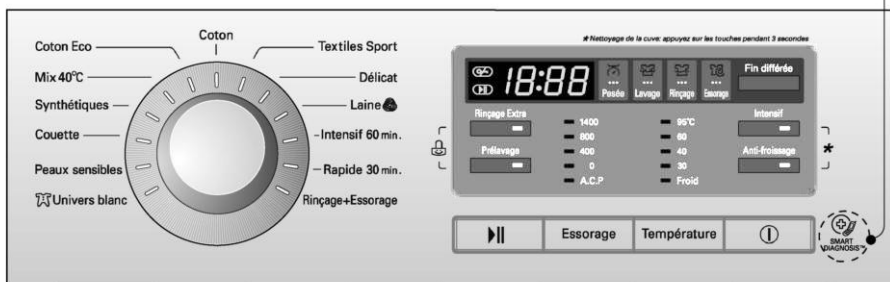 Coton
Coton Eco
Textiles Sport
Mix 40°C
Délicat
Synthétiques
Laine
Couette
Intensif 60 min.
Peaux sensibles
Rapide 30 min.
Univers blanc
Rinçage+Essorage
* Nettoyage de la cuve: appuyez sur les touches pendant 3 secondes
18:88
Pesée
Lavage
Rinçage
Essorage
Fin différée
Rinçage Extra
Prélavage
1400
800
400
0
A.C.P
95°C
60
40
30
Froid
Intensif
Anti-froissage
*
Essorage
Température
SMART
DIAGNOSIS™